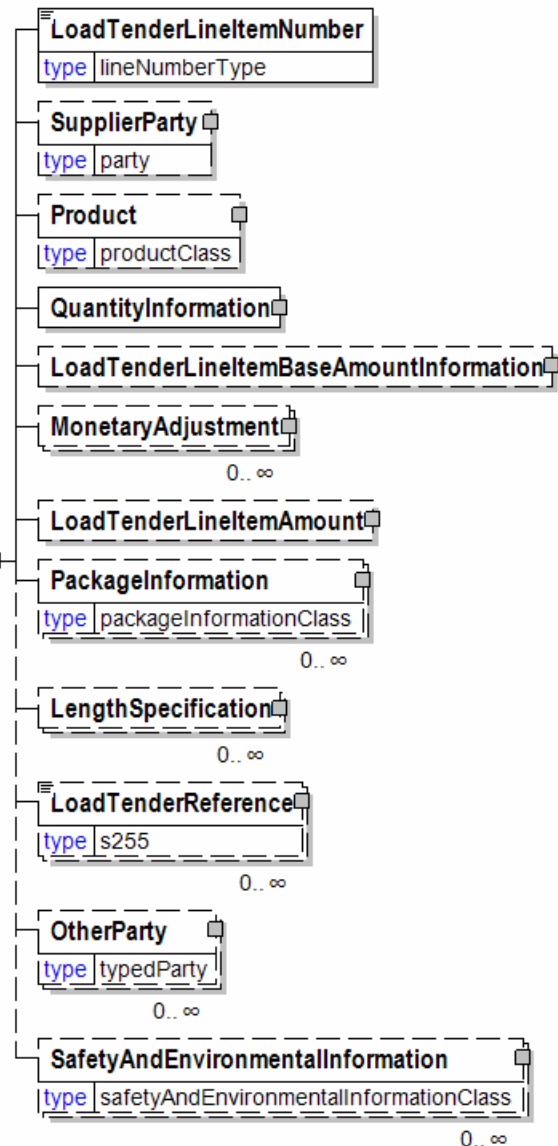 LoadTenderLineItemNumber
type lineNumberType
SupplierParty
type party
Product
type productClass
QuantityInformation
LoadTenderLineItemBaseAmountInformation
MonetaryAdjustment
0.. ∞
LoadTenderLineItemAmount
PackageInformation
type packageInformationClass
0.. ∞
LengthSpecification
0.. ∞
LoadTenderReference
type s255
0.. ∞
OtherParty
type typedParty
0.. ∞
SafetyAndEnvironmentalInformation
type safetyAndEnvironmentalInformationClass
0.. ∞